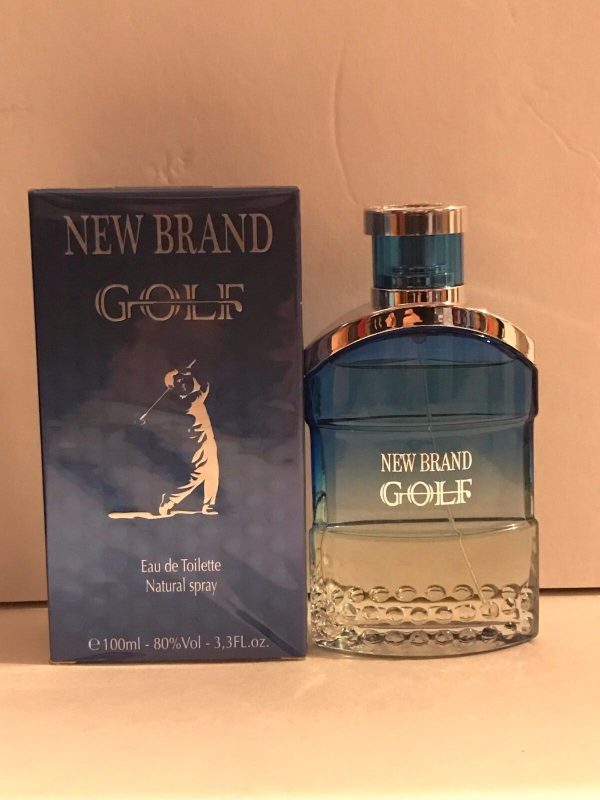 NEW BRAND
GOLF
Eau de Toilette
Natural spray
℮100ml - 80%Vol - 3,3FL.oz.
NEW BRAND
GOLF